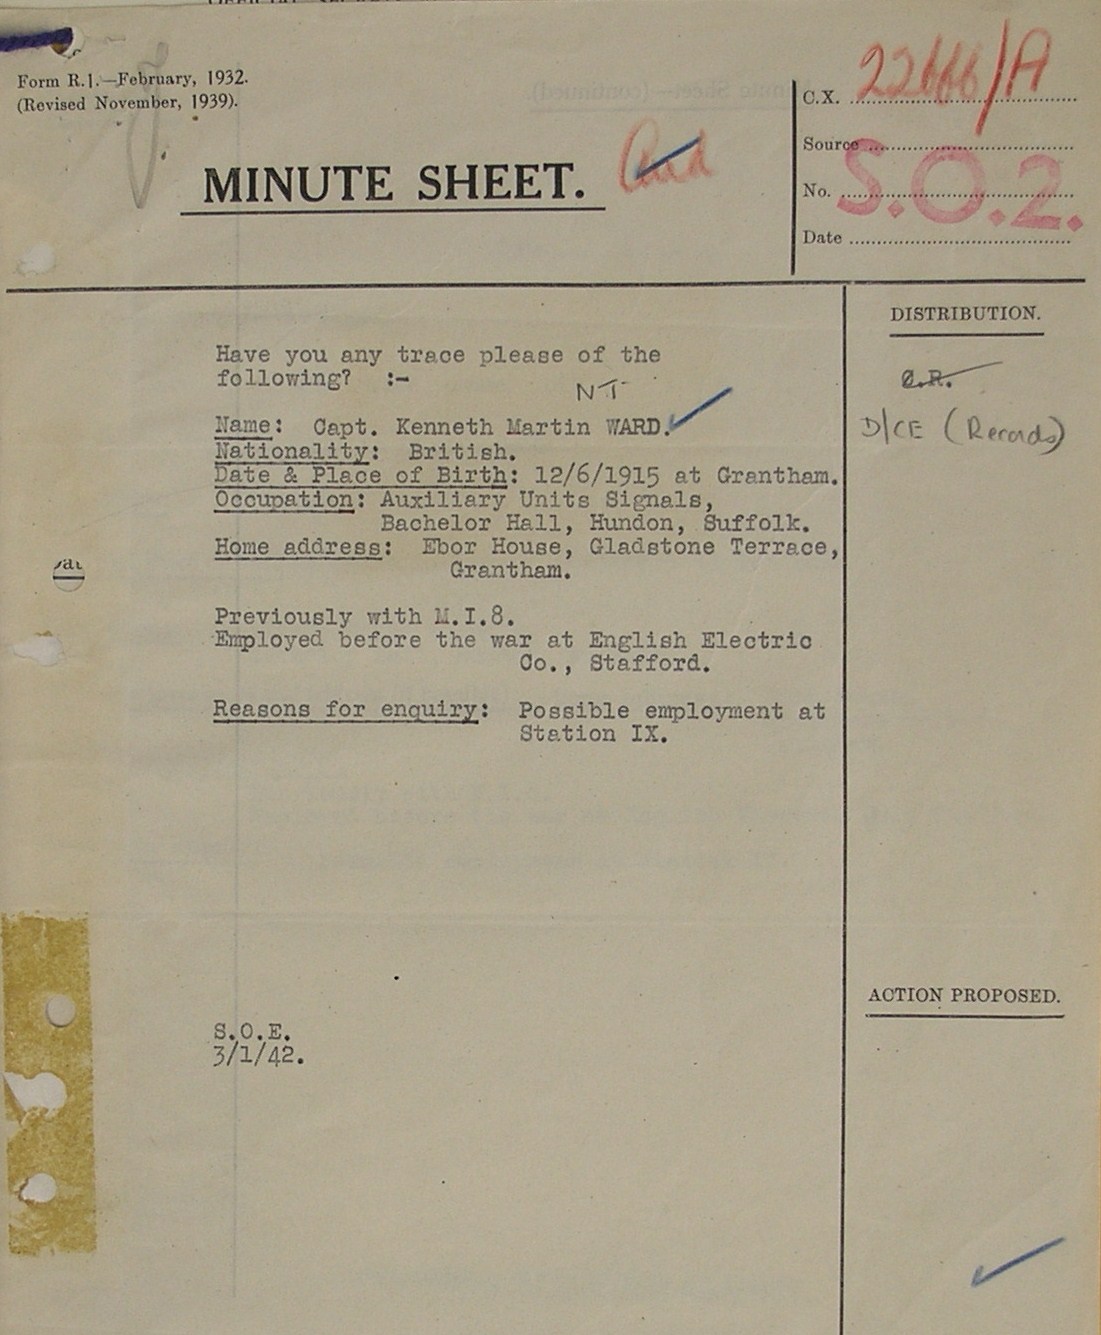 Form R.1.—February, 1932.
(Revised November, 1939).
MINUTE SHEET.
Card
C.X. 22666/A
Source
No.
S.O.2.
Date
DISTRIBUTION.
C.R.
D/CE (Records)
Have you any trace please of the
following? :-
NT
Name: Capt. Kenneth Martin WARD.
Nationality: British.
Date & Place of Birth: 12/6/1915 at Grantham.
Occupation: Auxiliary Units Signals,
Bachelor Hall, Hundon, Suffolk.
Home address: Ebor House, Gladstone Terrace,
Grantham.
Previously with M.I.8.
Employed before the war at English Electric
Co., Stafford.
Reasons for enquiry: Possible employment at
Station IX.
ACTION PROPOSED.
S.O.E.
3/1/42.